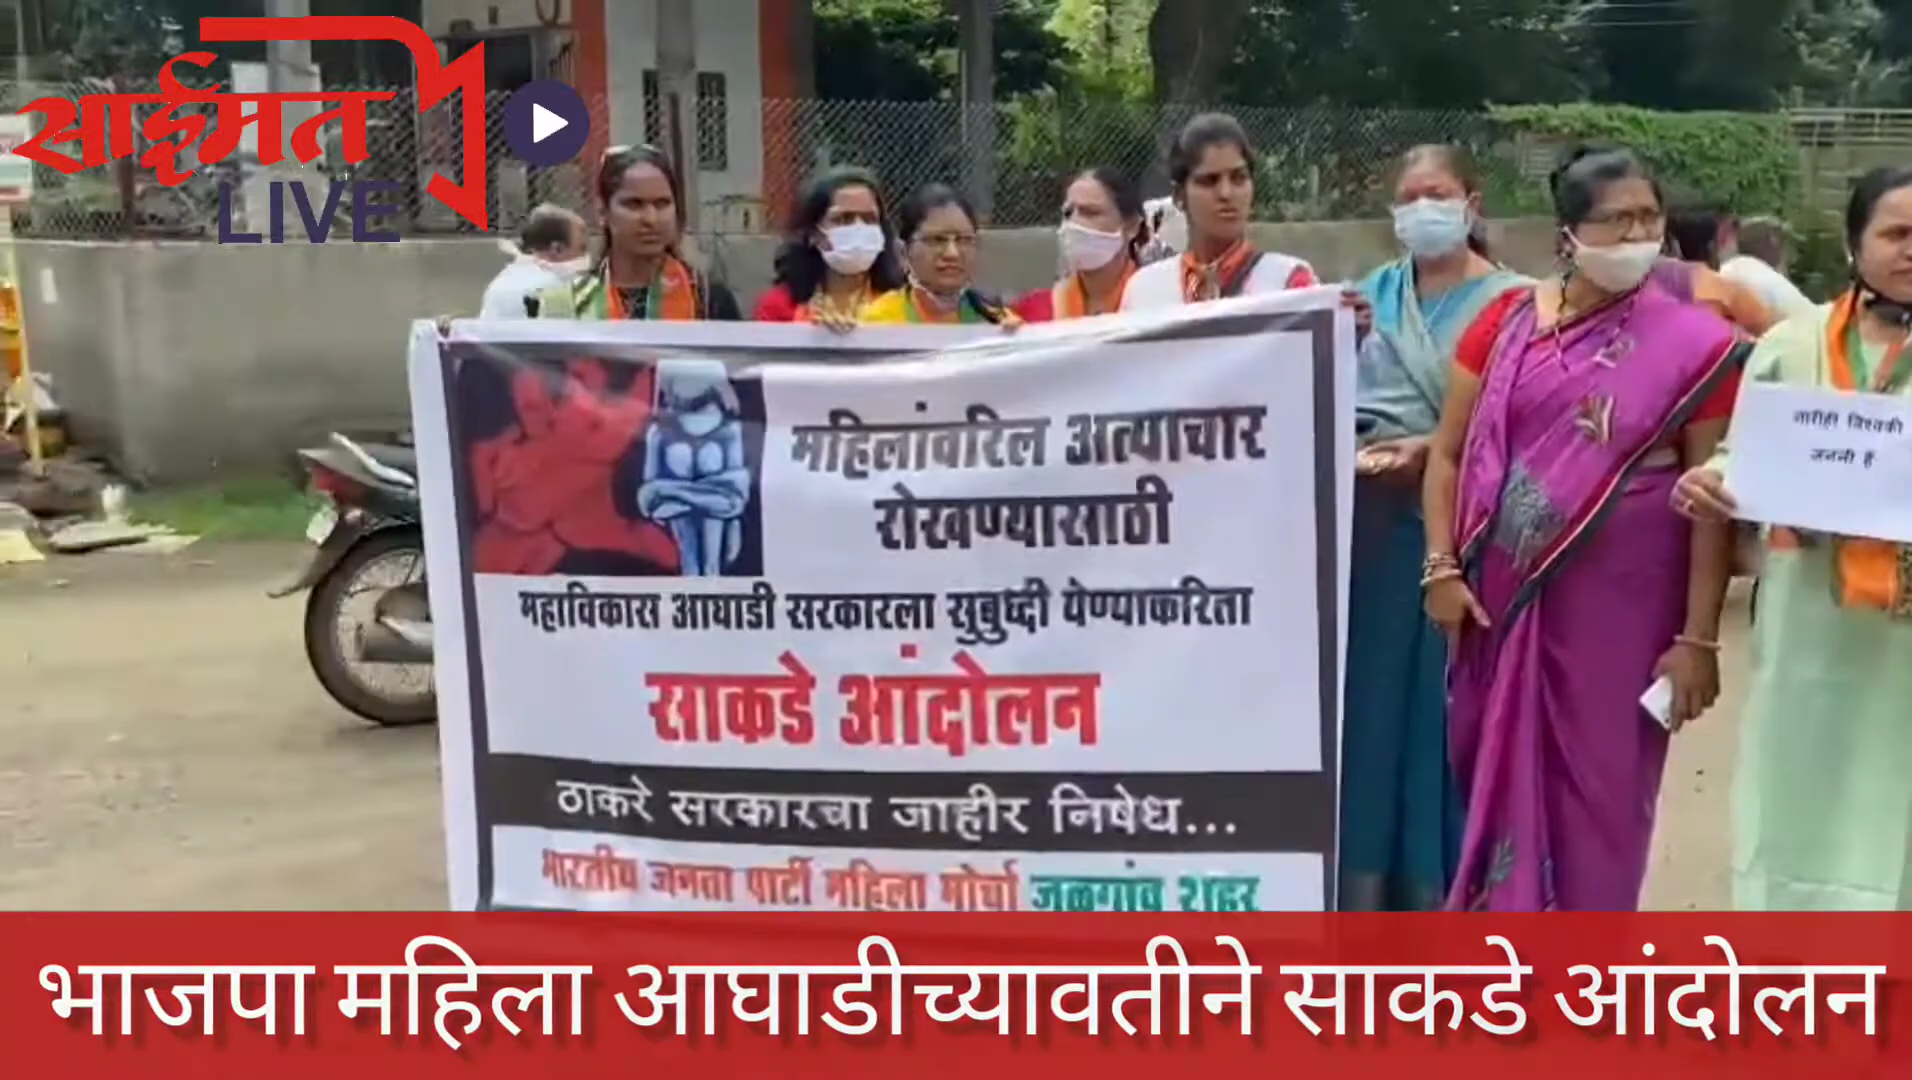 साईमत
LIVE
महिलांवरिल अत्याचार
रोखण्यासाठी
महाविकास आघाडी सरकारला सुबुध्दी येण्याकरिता
साकडे आंदोलन
ठाकरे सरकारचा जाहीर निषेध...
भारतीय जनता पार्टी महिला मोर्चा जळगांव शहर
नारीही विश्वकी
जननी है
भाजपा महिला आघाडीच्यावतीने साकडे आंदोलन